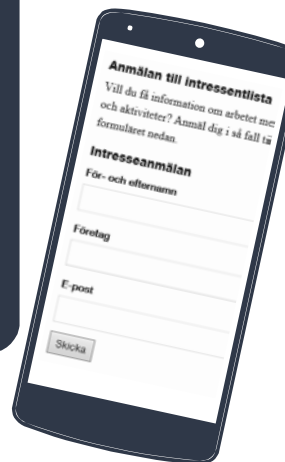 Anmälan till intressentlista
Vill du få information om arbetet me
och aktiviteter? Anmäl dig i så fall
formuläret nedan.
Intresseanmälan
För- och efternamn
Företag
E-post
Skicka